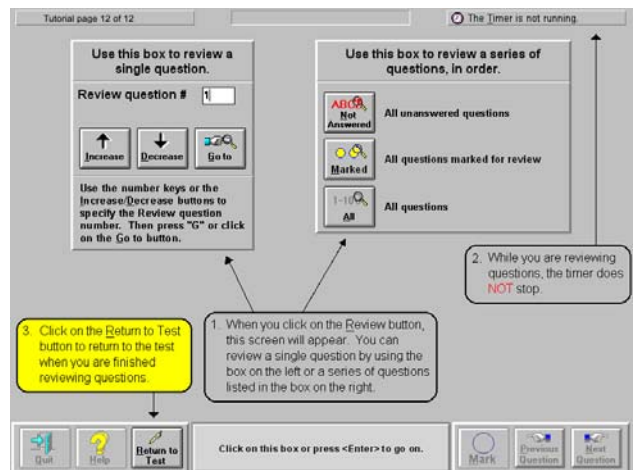 Tutorial page 12 of 12
The Timer is not running.
Use this box to review a
single question.
Review question # 1
Increase
Decrease
Go to
Use the number keys or the
Increase/Decrease buttons to
specify the Review question
number. Then press "G" or click
on the Go to button.
Use this box to review a series of
questions, in order.
ABCD
Not
Answered
All unanswered questions
Marked
All questions marked for review
1-10
All
All questions
2. While you are reviewing
questions, the timer does
NOT stop.
3. Click on the Return to Test
button to return to the test
when you are finished
reviewing questions.
1. When you click on the Review button,
this screen will appear. You can
review a single question by using the
box on the left or a series of questions
listed in the box on the right.
Quit
Help
Return to
Test
Click on this box or press <Enter> to go on.
Mark
Previous
Question
Next
Question